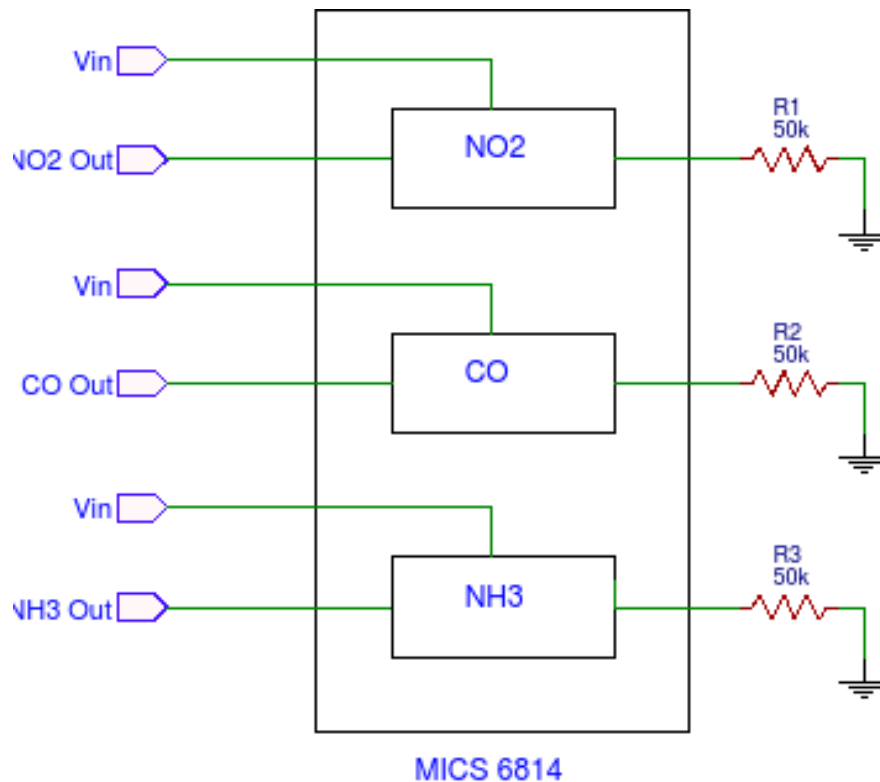 Vin
NO2 Out
NO2
R1
50k
Vin
CO Out
CO
R2
50k
Vin
NH3 Out
NH3
R3
50k
MICS 6814